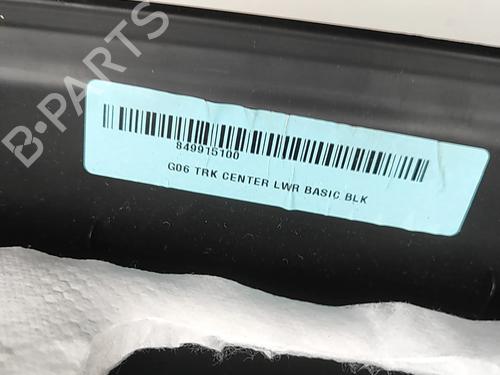 B-PARTS
849915100
G06 TRK CENTER LWR BASIC BLK